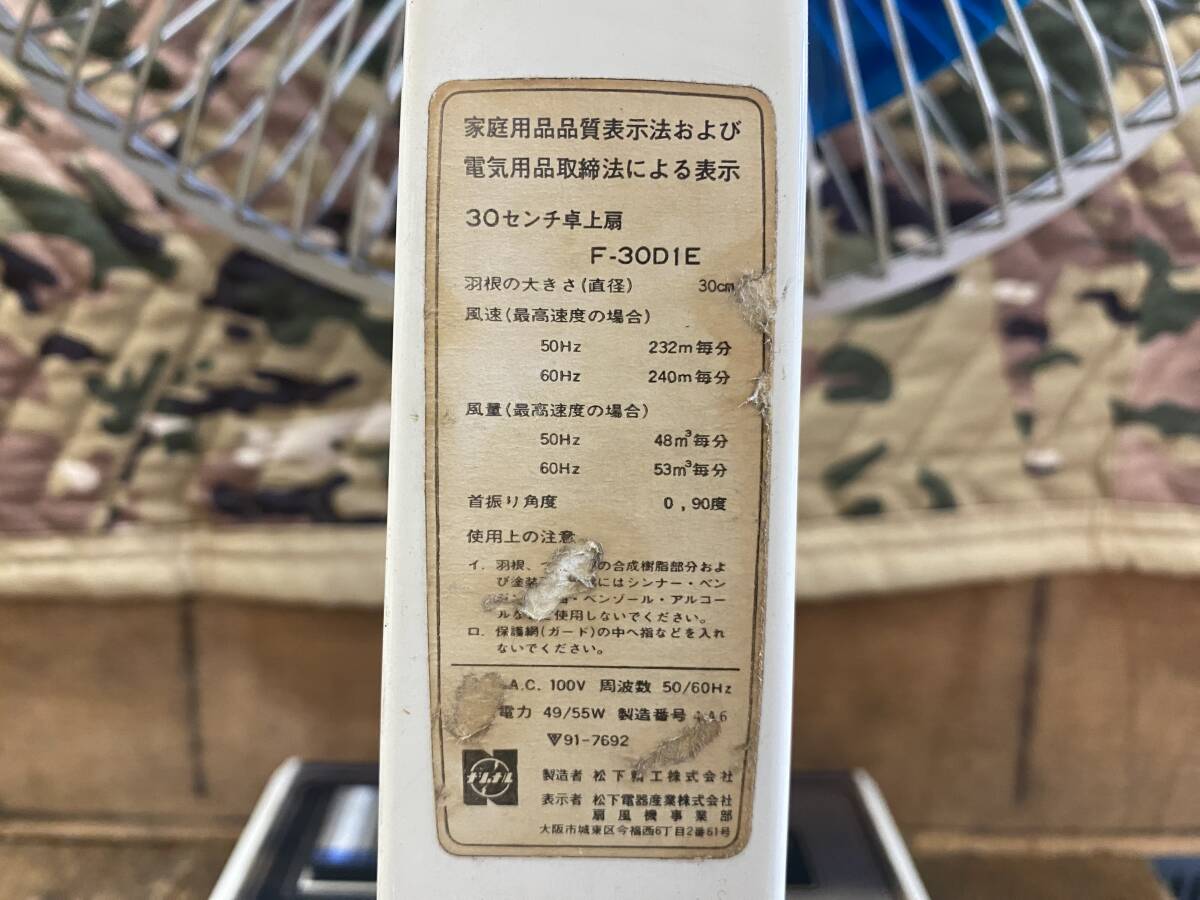 家庭用品品質表示法および
電気用品取締法による表示
30センチ卓上扇
F-30D1E
羽根の大きさ(直径) 30cm
風速(最高速度の場合)
50Hz 232m毎分
60Hz 240m毎分
風量(最高速度の場合)
50Hz 48m³毎分
60Hz 53m³毎分
首振り角度 0,90度
使用上の注意
イ. 羽根、 の合成樹脂部分およ
び塗装 にはシンナー・ベン
・ベンゾール・アルコー
ル 使用しないでください。
ロ. 保護網(ガード)の中へ指などを入れ
ないでください。
A.C. 100V 周波数 50/60Hz
電力 49/55W 製造番号
91-7692
ナショナル
製造者 松下精工株式会社
表示者 松下電器産業株式会社
扇風機事業部
大阪市城東区今福西6丁目2番61号